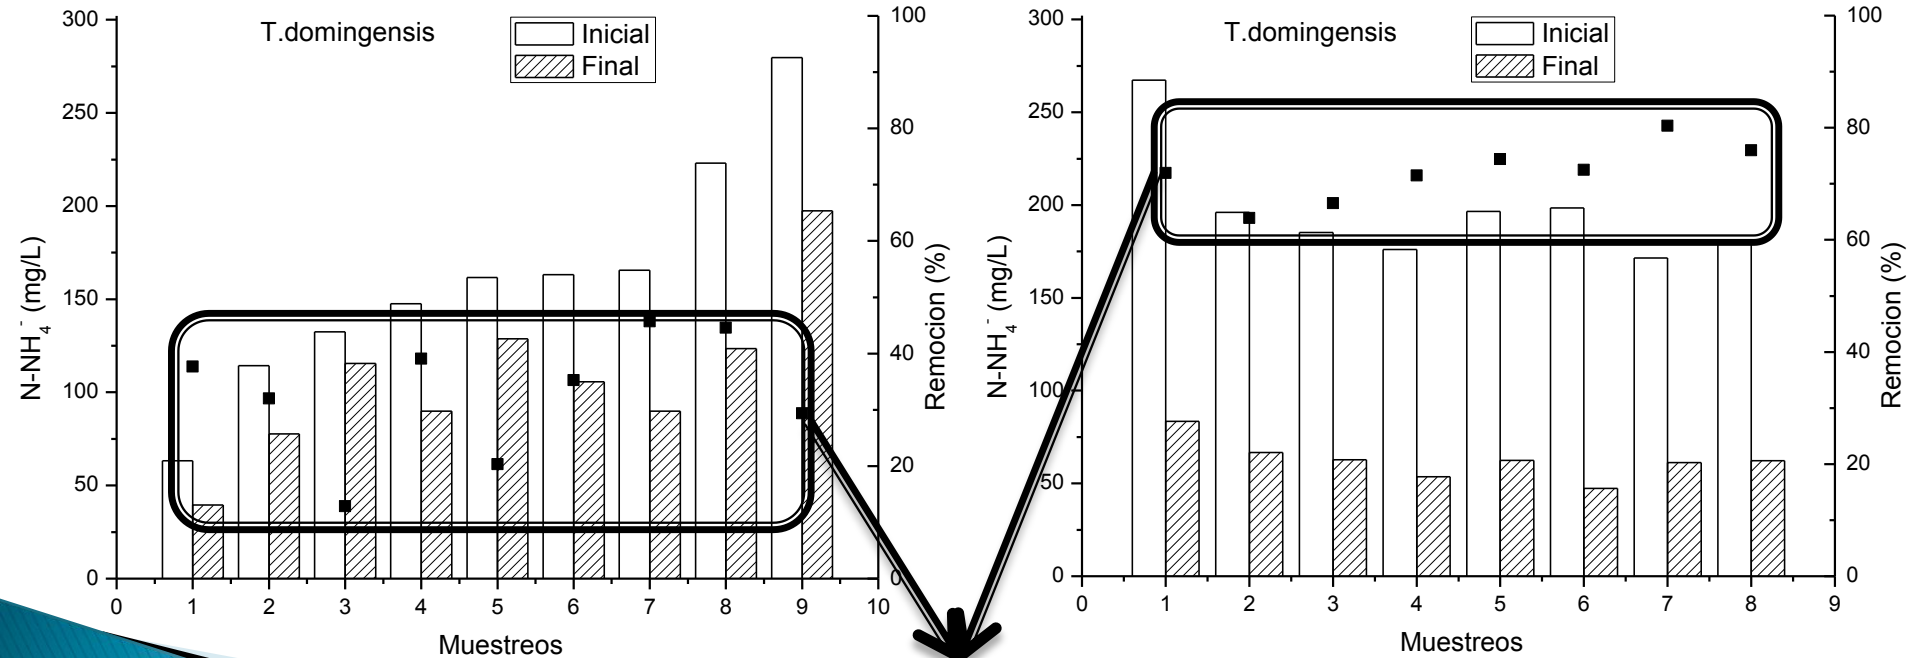 T.domingensis
Inicial
Final
300
250
200
150
100
50
0
N-NH4- (mg/L)
100
80
60
40
20
0
Remocion (%)
0 1 2 3 4 5 6 7 8 9 10
Muestreos
T.domingensis
Inicial
Final
300
250
200
150
100
50
0
N-NH4- (mg/L)
100
80
60
40
20
0
Remocion (%)
0 1 2 3 4 5 6 7 8 9
Muestreos